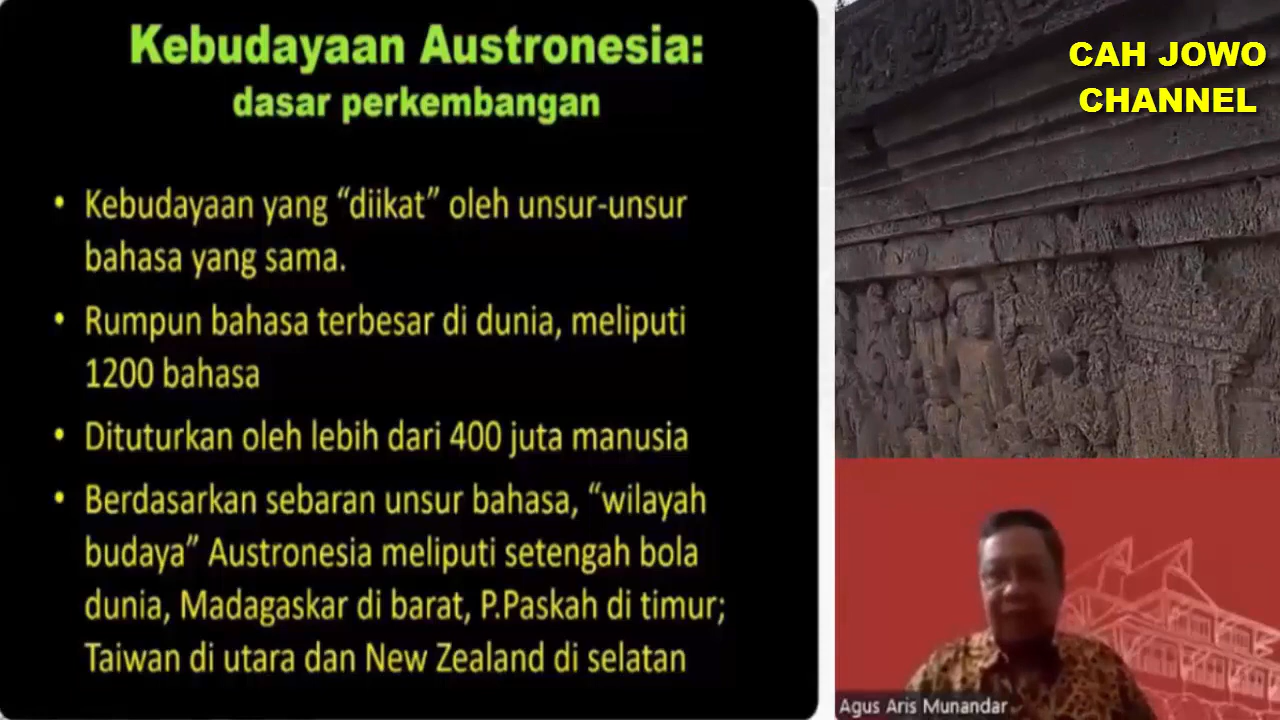 Kebudayaan Austronesia:
dasar perkembangan
• Kebudayaan yang “diikat” oleh unsur-unsur
bahasa yang sama.
• Rumpun bahasa terbesar di dunia, meliputi
1200 bahasa
• Dituturkan oleh lebih dari 400 juta manusia
• Berdasarkan sebaran unsur bahasa, “wilayah
budaya” Austronesia meliputi setengah bola
dunia, Madagaskar di barat, P.Paskah di timur;
Taiwan di utara dan New Zealand di selatan
CAH JOWO
CHANNEL
Agus Aris Munandar